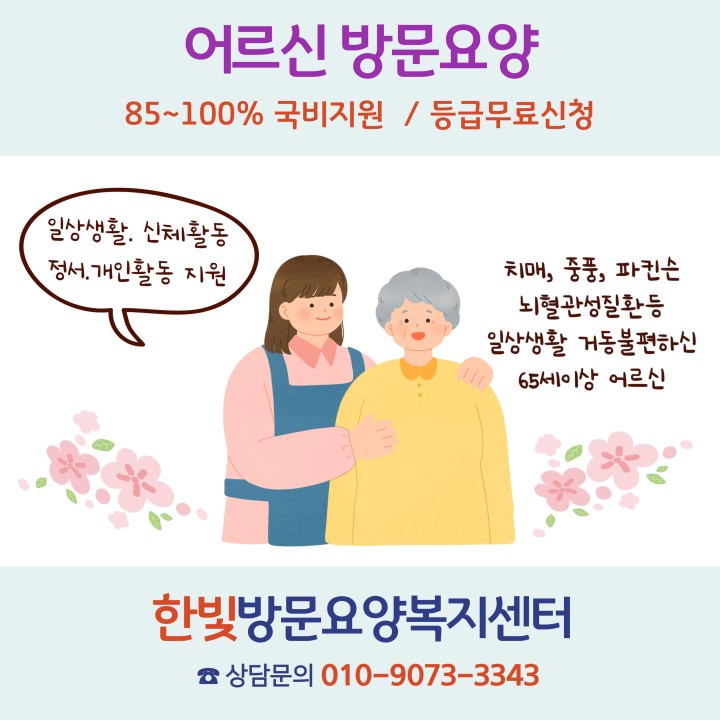 어르신 방문요양
85~100% 국비지원 / 등급무료신청
일상생활. 신체활동
정서.개인활동 지원
치매, 중풍, 파킨슨
뇌혈관성질환등
일상생활 거동불편하신
65세이상 어르신
한빛방문요양복지센터
☎ 상담문의 010-9073-3343